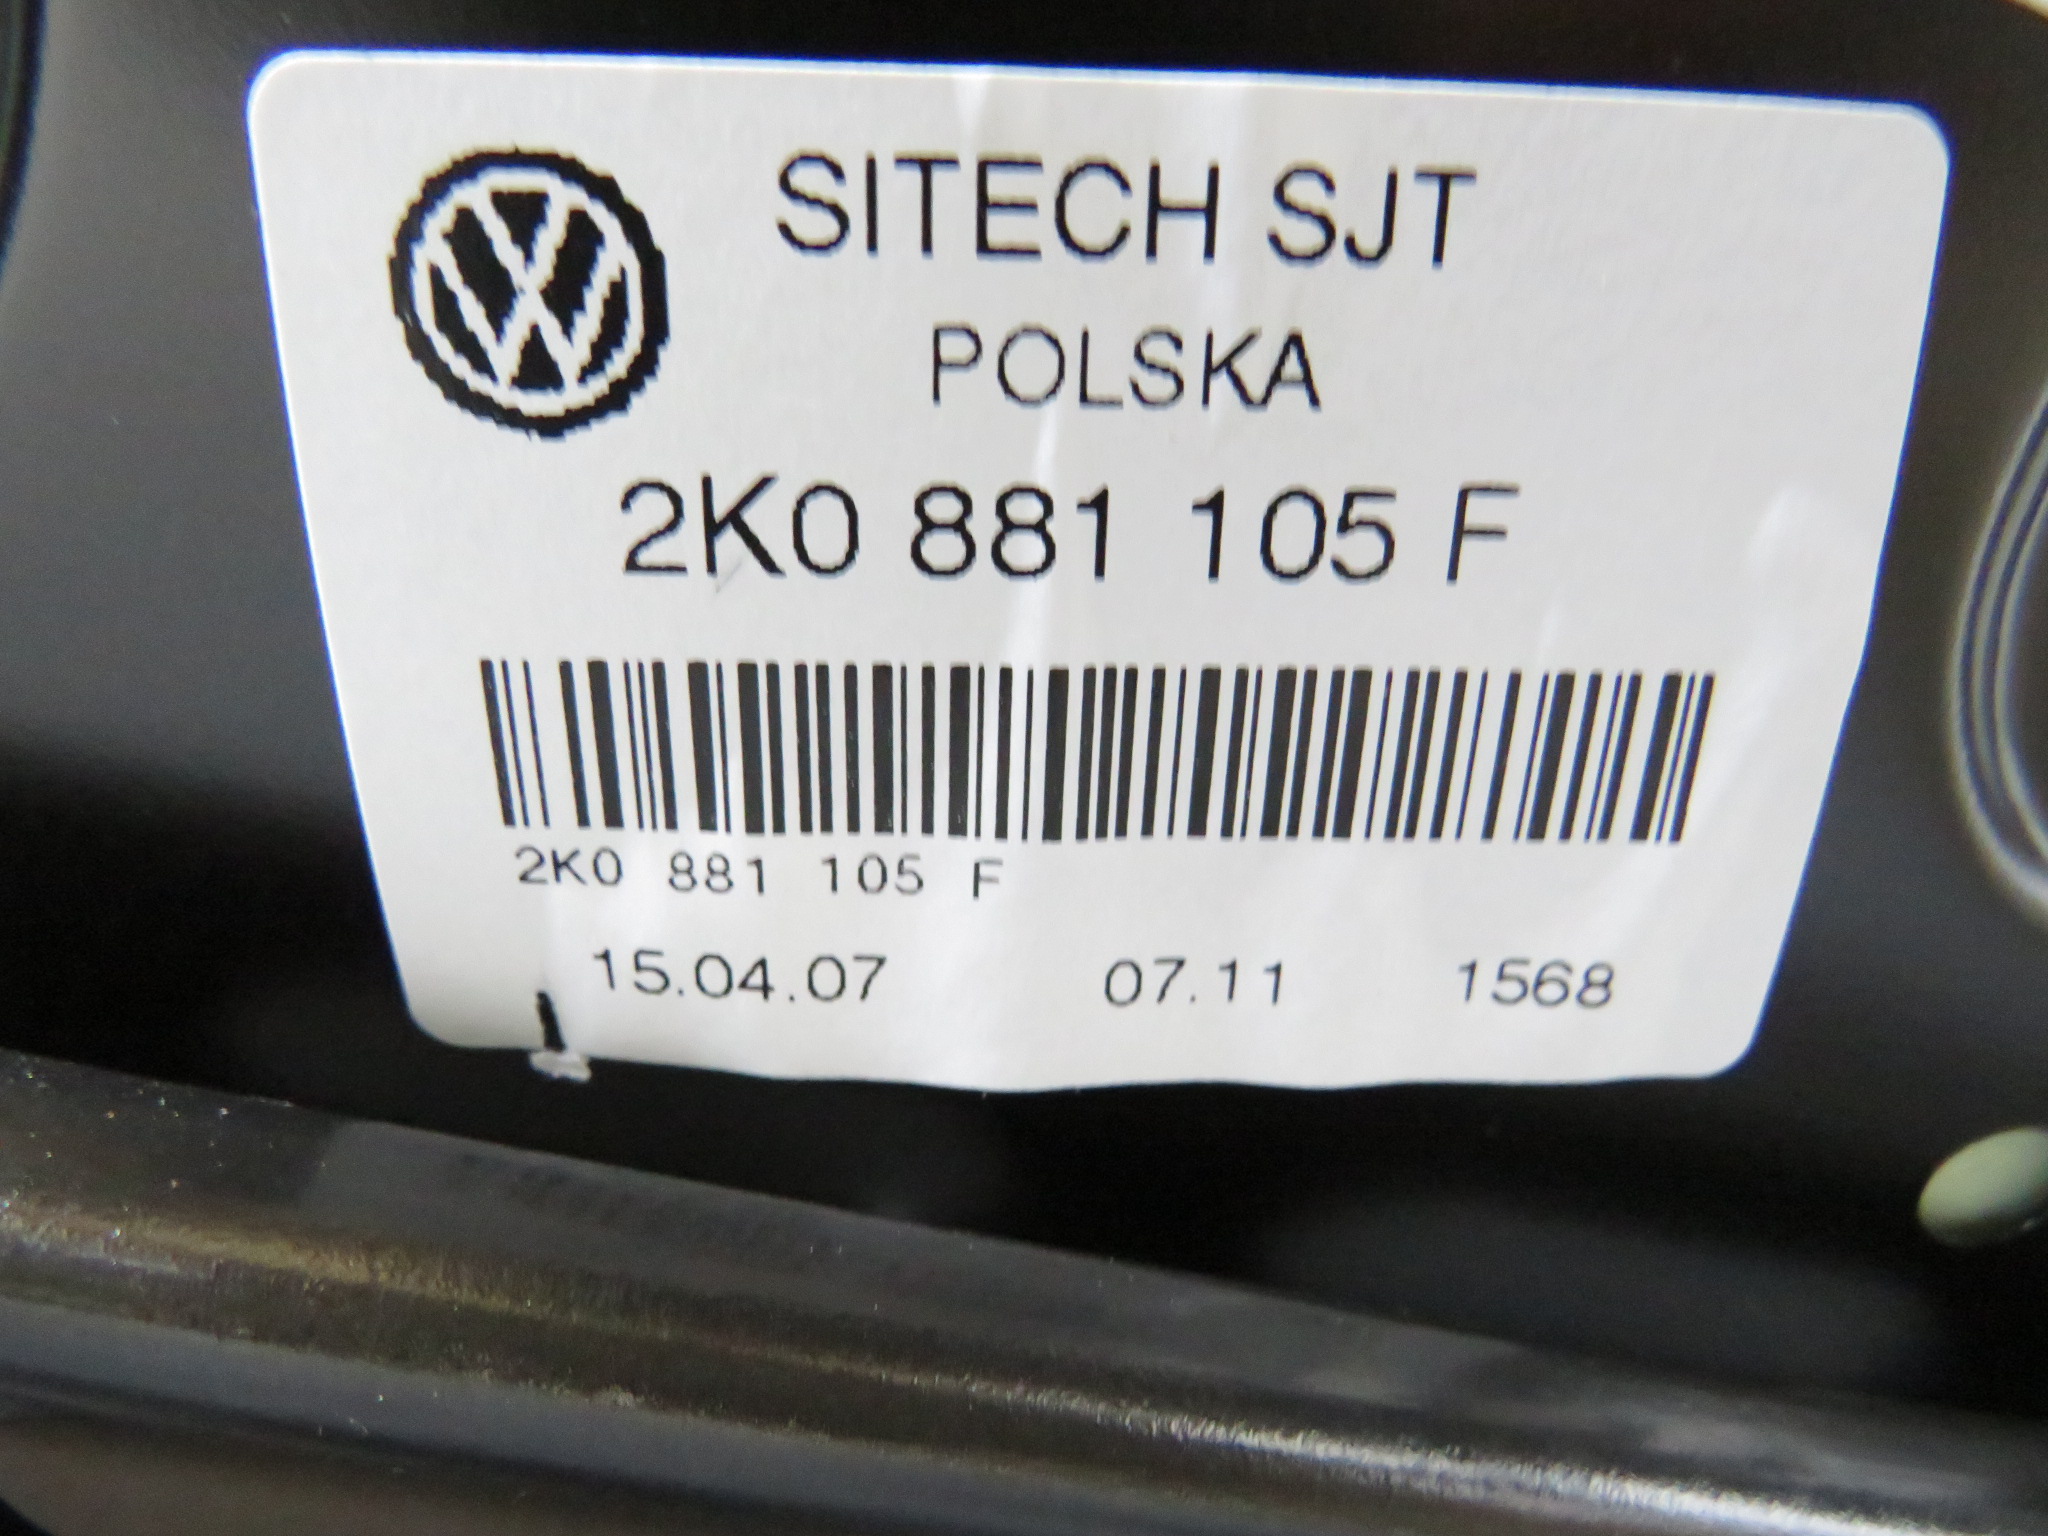 SITECH SJT
POLSKA
2K0 881 105 F
2K0 881 105 F
15.04.07 07.11 1568